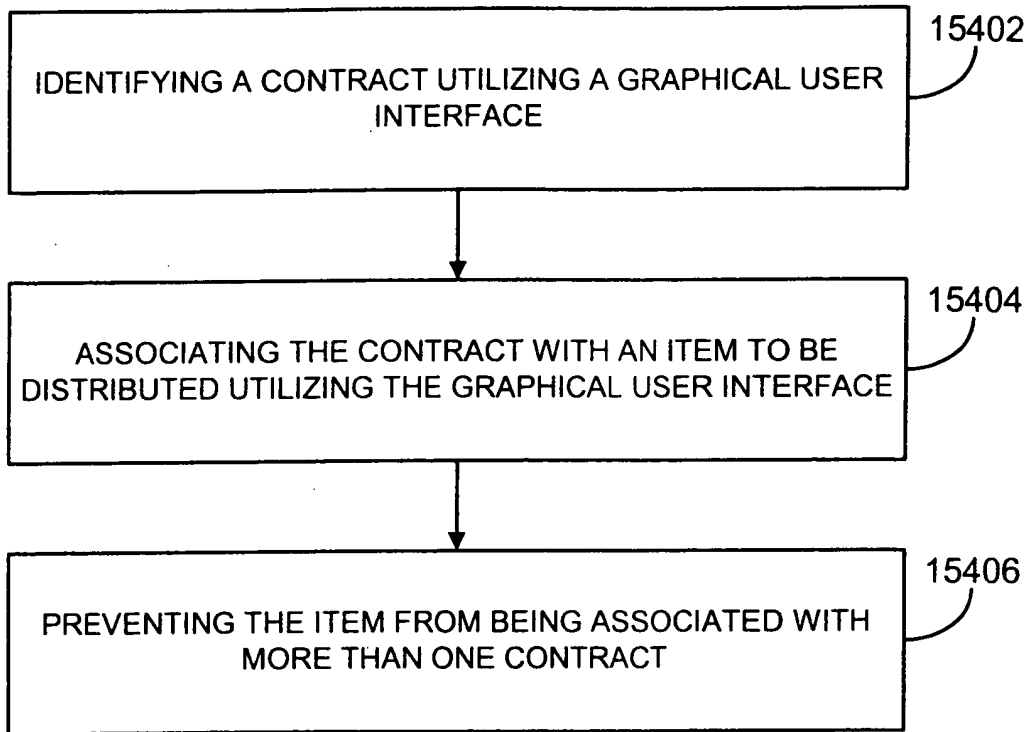 15402
IDENTIFYING A CONTRACT UTILIZING A GRAPHICAL USER
INTERFACE
15404
ASSOCIATING THE CONTRACT WITH AN ITEM TO BE
DISTRIBUTED UTILIZING THE GRAPHICAL USER INTERFACE
15406
PREVENTING THE ITEM FROM BEING ASSOCIATED WITH
MORE THAN ONE CONTRACT